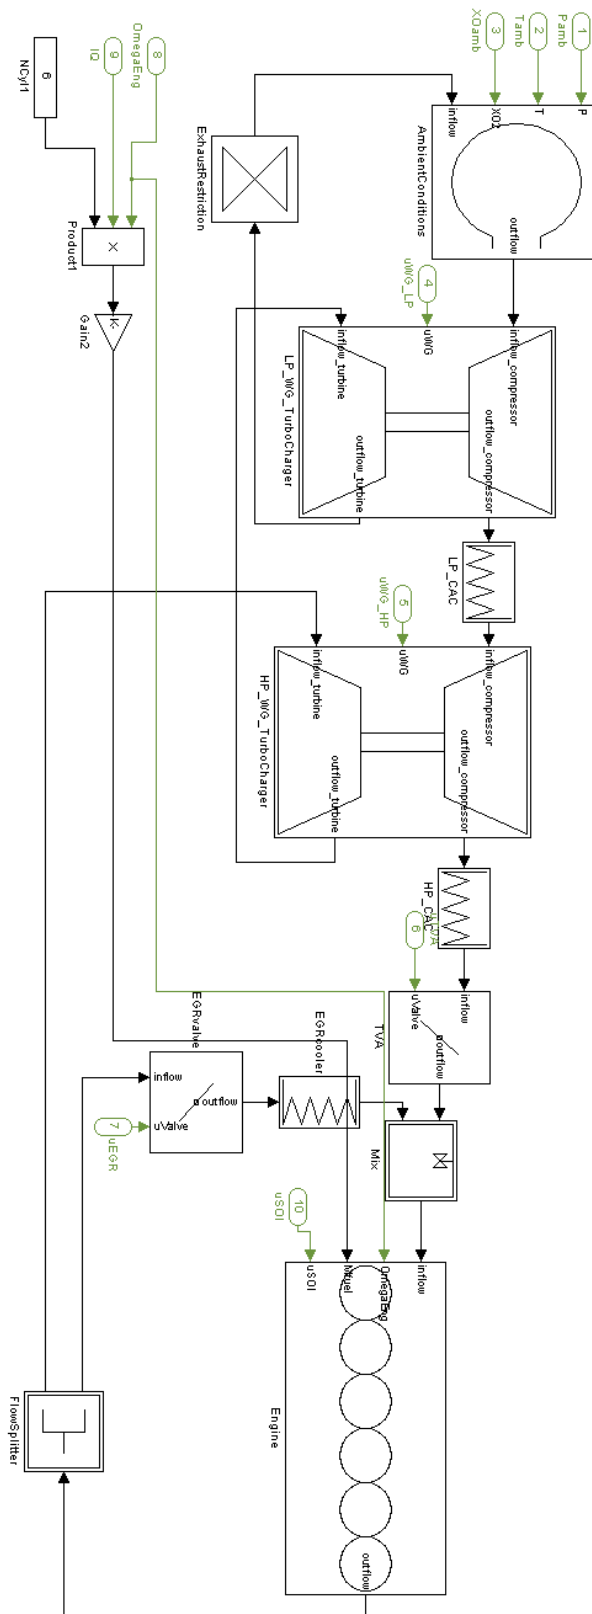 1
Pamb
2
Tamb
3
XOamb
P
T
XO2
inflow
outflow
AmbientConditions
ExhaustRestriction
8
OmegaEng
9
IQ
6
NCyl1
X
Product1
K-
Gain2
4
uWG_LP
inflow_compressor
uWG
inflow_turbine
outflow_compressor
outflow_turbine
LP_WG_TurboCharger
LP_CAC
5
uWG_HP
inflow_compressor
uWG
inflow_turbine
outflow_compressor
outflow_turbine
HP_WG_TurboCharger
HP_CAC
6
inflow
uValve
outflow
TVA
EGRvalve
inflow
uValve
outflow
7
uEGR
EGRcooler
Mix
10
uSOI
inflow
OmegaEng
Mfuel
uSOI
outflow
Engine
FlowSplitter